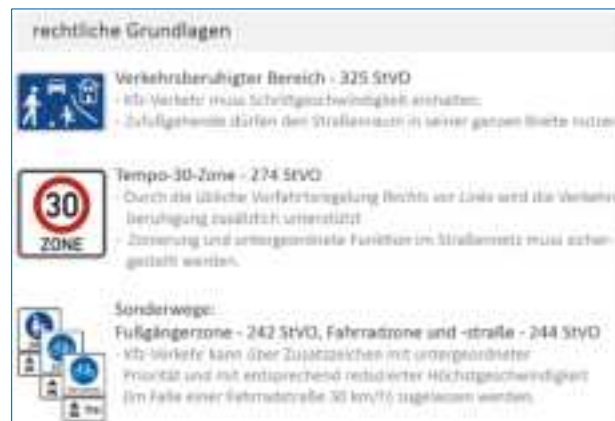 rechtliche Grundlagen
Verkehrsberuhigter Bereich - 325 StVO
- Kfz-Verkehr muss Schrittgeschwindigkeit einhalten.
- Zufußgehende dürfen den Straßenraum in seiner ganzen Breite nutzen
30
ZONE
Tempo-30-Zone - 274 StVO
- Durch die übliche Vorfahrtsregelung Rechts vor Links wird die Verkehrs
beruhigung zusätzlich unterstützt
- Zonierung und untergeordnete Funktion im Straßennetz muss sicher-
gestellt werden.
Sonderwege:
Fußgängerzone - 242 StVO, Fahrradzone und -straße - 244 StVO
- Kfz-Verkehr kann über Zusatzzeichen mit untergeordneter
Priorität und mit entsprechend reduzierter Höchstgeschwindigkeit
(im Falle einer Fahrradstraße 30 km/h) zugelassen werden.